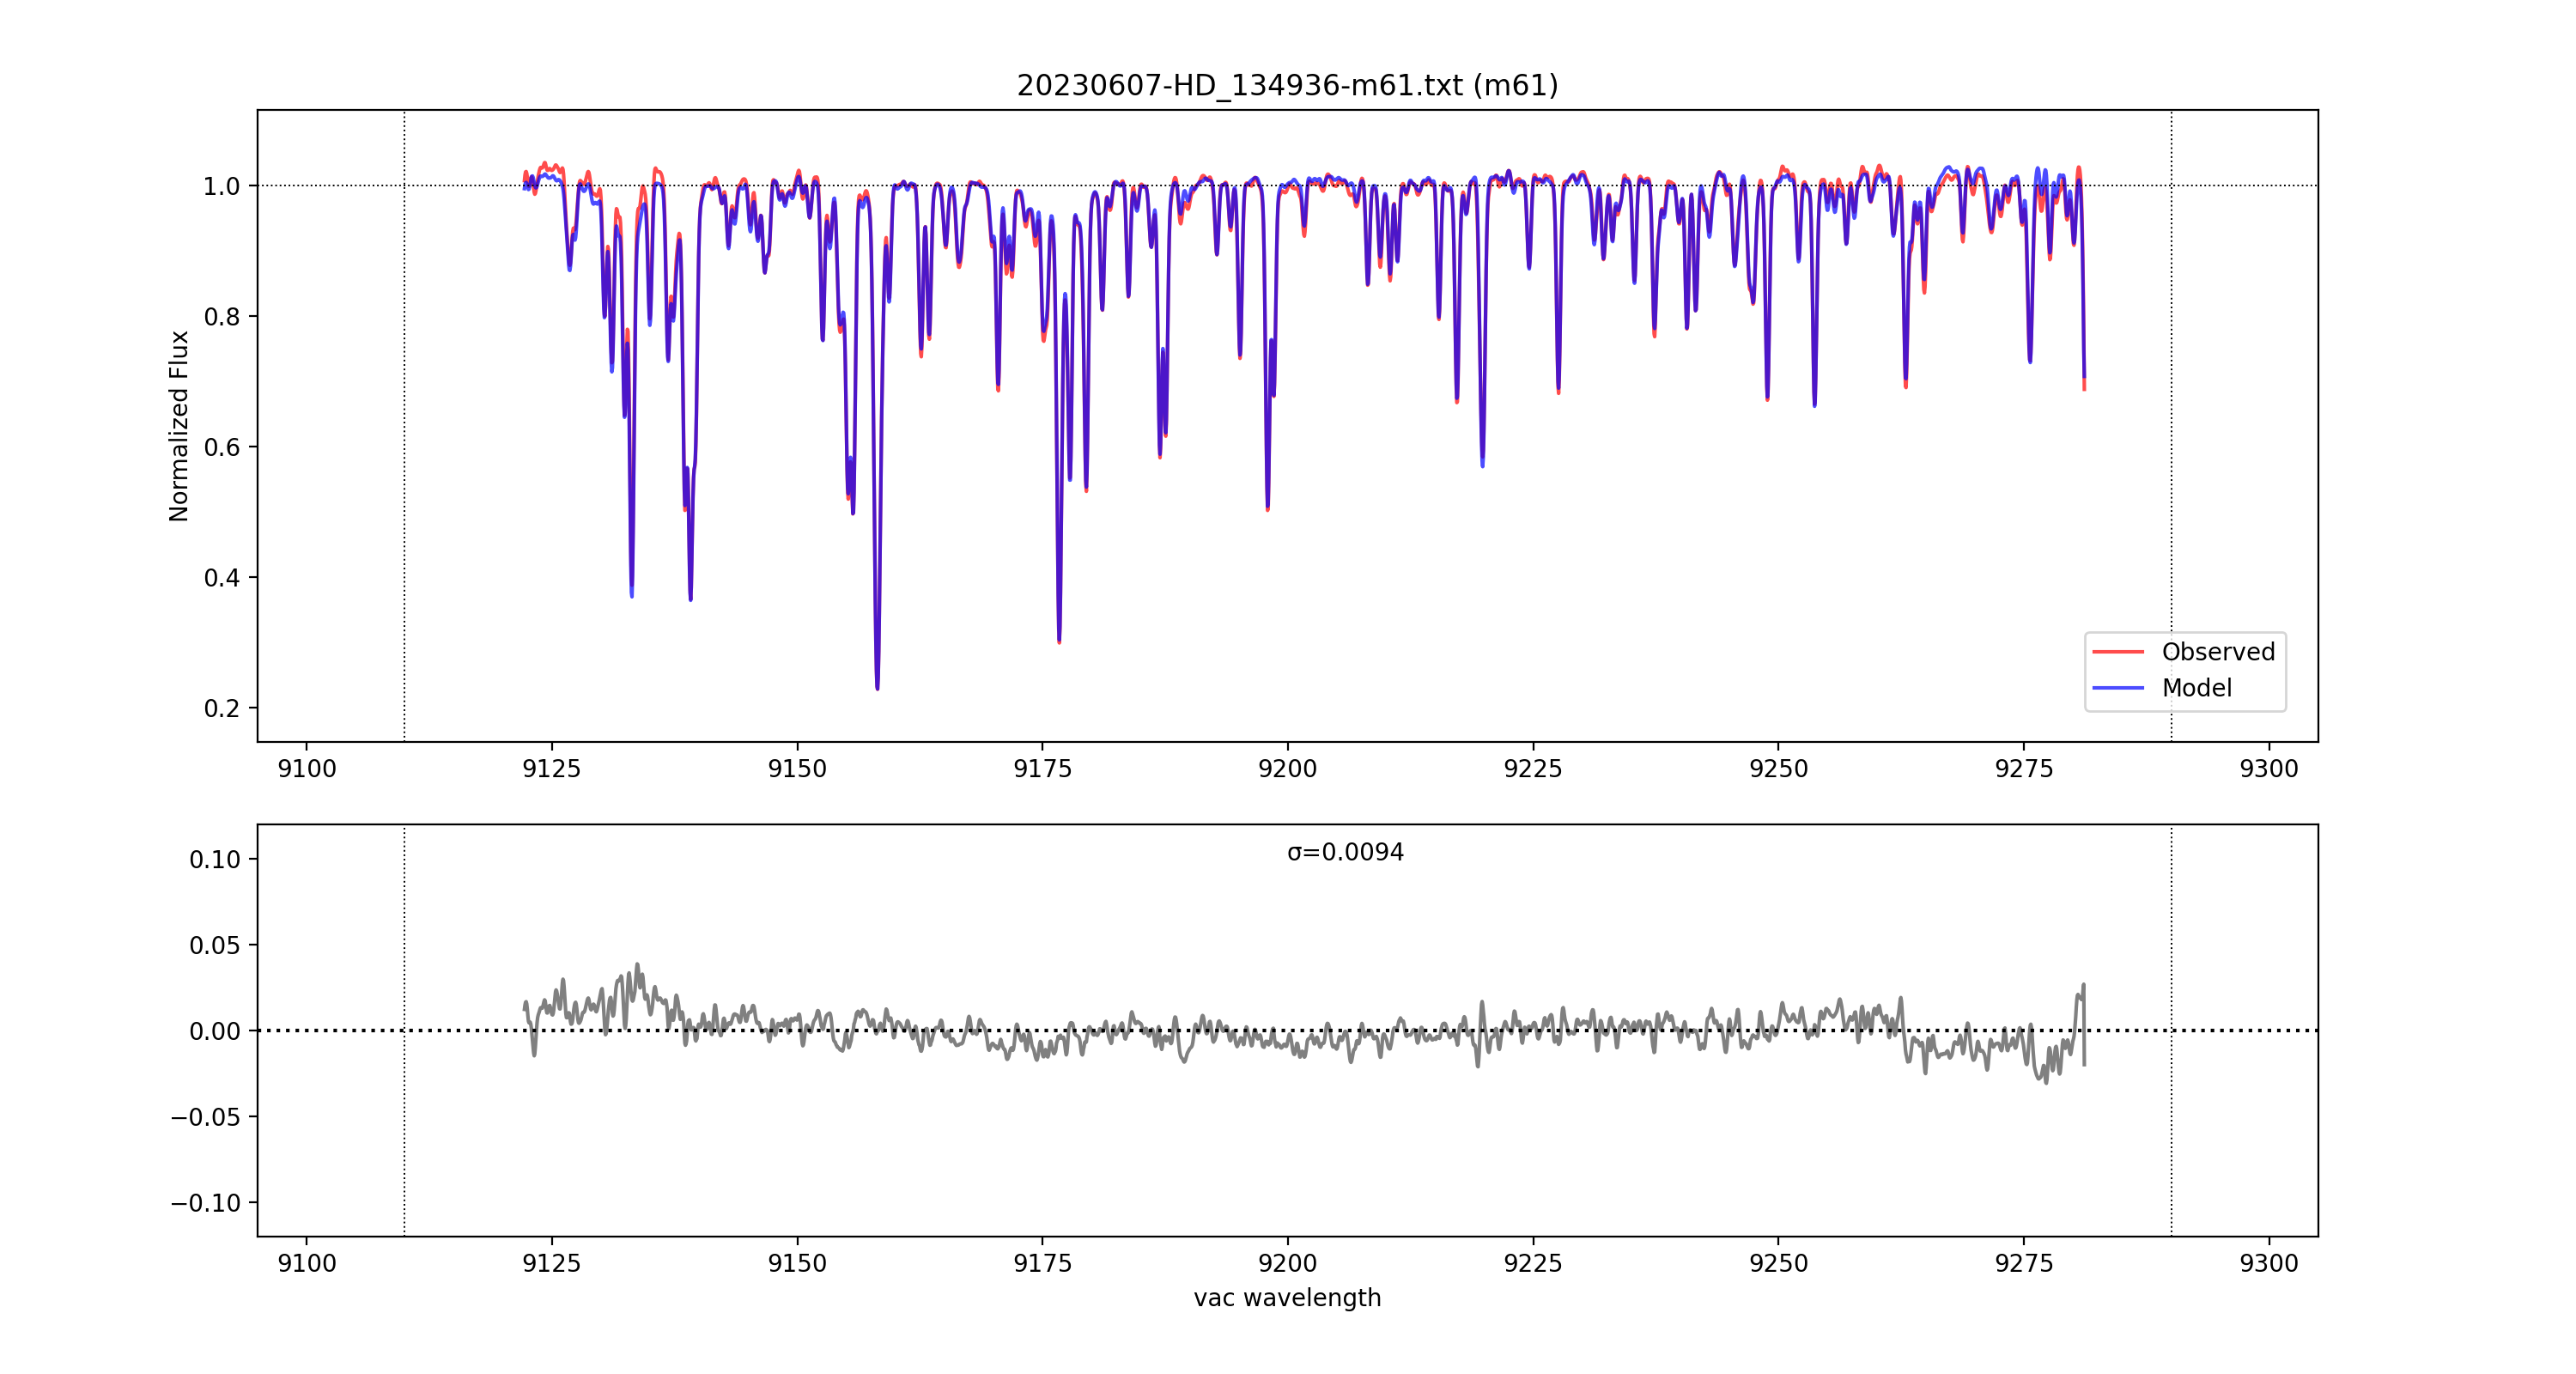 20230607-HD_134936-m61.txt (m61)
Normalized Flux
1.0
0.8
0.6
0.4
0.2
Observed
Model
9100 9125 9150 9175 9200 9225 9250 9275 9300
σ=0.0094
0.10
0.05
0.00
−0.05
−0.10
9100 9125 9150 9175 9200 9225 9250 9275 9300
vac wavelength